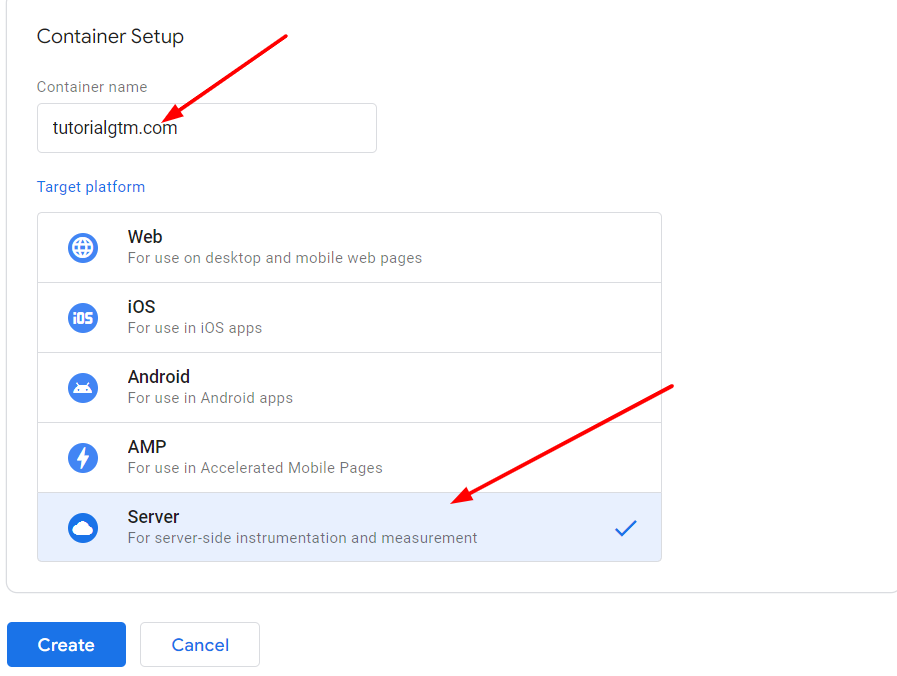 Container Setup
Container name
tutorialgtm.com
Target platform
Web
For use on desktop and mobile web pages
iOS
iOS
For use in iOS apps
Android
For use in Android apps
AMP
For use in Accelerated Mobile Pages
Server
For server-side instrumentation and measurement
Create
Cancel